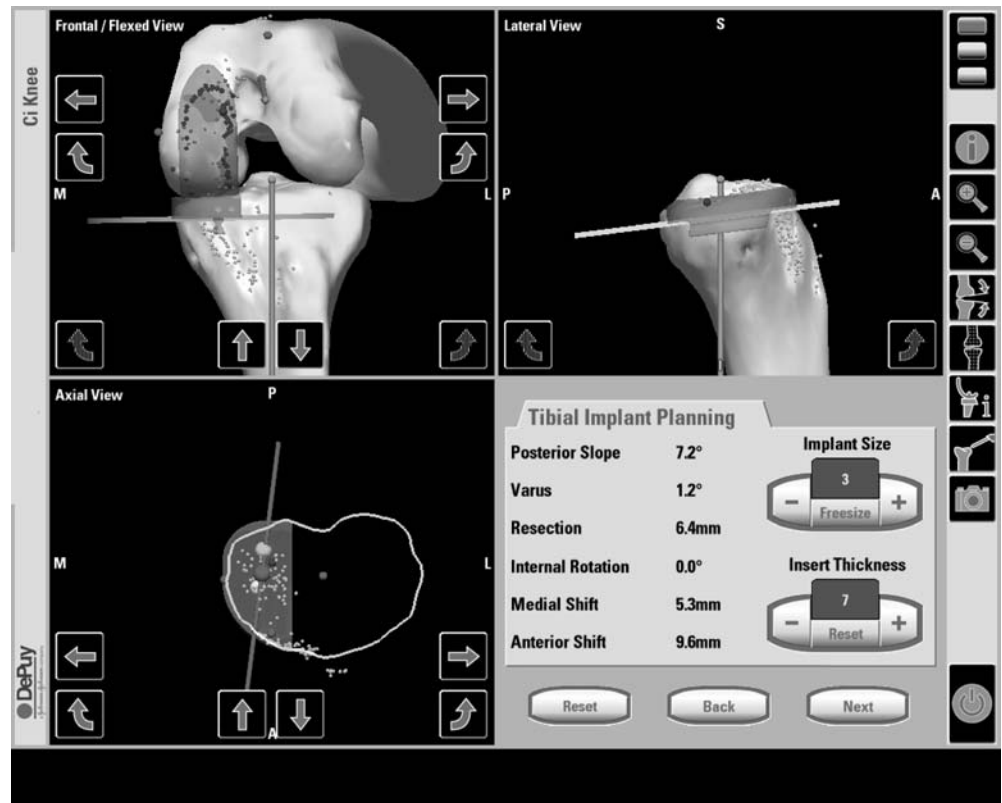 Ci Knee
Frontal / Flexed View
M
L
Lateral View
S
P
A
Axial View
P
M
L
A
Tibial Implant Planning
Posterior Slope 7.2°
Varus 1.2°
Resection 6.4mm
Internal Rotation 0.0°
Medial Shift 5.3mm
Anterior Shift 9.6mm
Implant Size
3
- Freesize +
Insert Thickness
7
- Reset +
Reset Back Next
i
i
DePuy